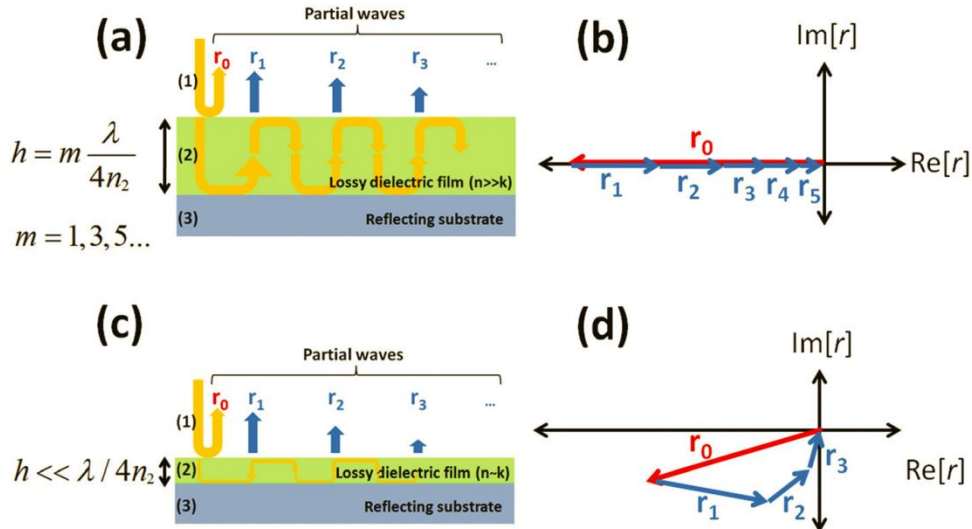 (a)
Partial waves
(1)
r₀ r₁ r₂ r₃ ...
h = m λ/4n₂
m = 1,3,5...
(2)
Lossy dielectric film (n>>k)
(3)
Reflecting substrate
(b)
Im[r]
r₀
Re[r]
r₁ r₂ r₃ r₄ r₅
(c)
Partial waves
(1)
r₀ r₁ r₂ r₃ ...
h << λ / 4n₂
(2)
Lossy dielectric film (n~k)
(3)
Reflecting substrate
(d)
Im[r]
r₀
Re[r]
r₁ r₂ r₃